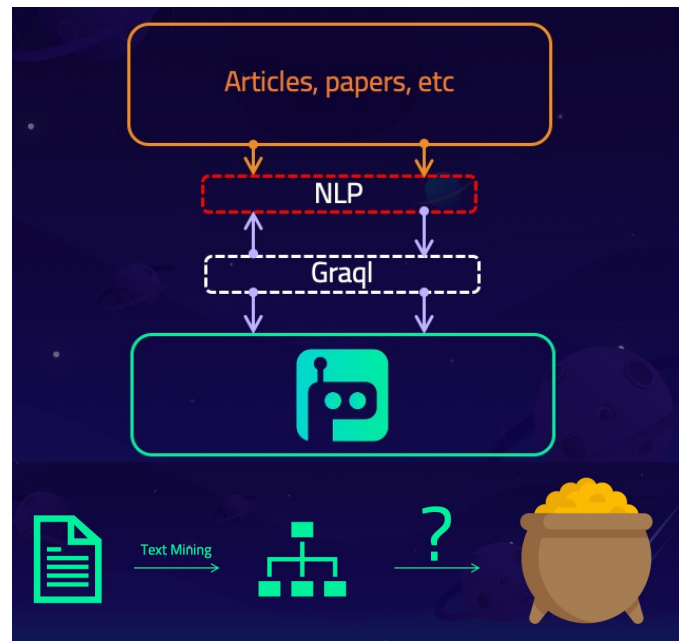 Articles, papers, etc
NLP
Graql
Text Mining
?